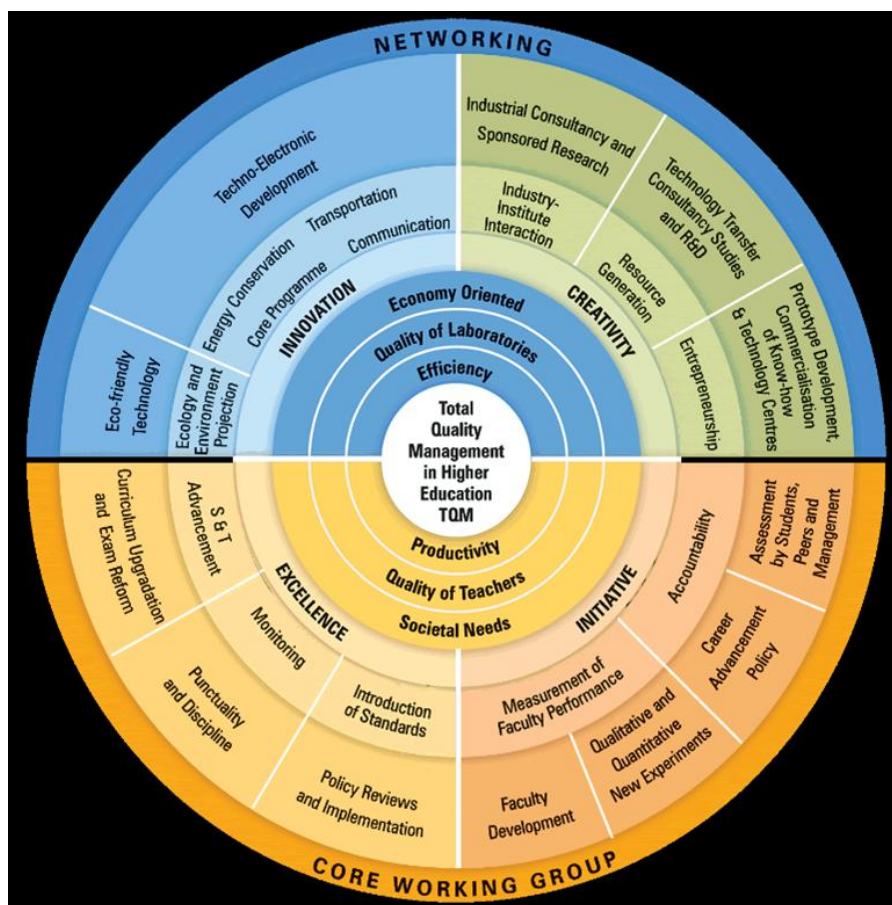 NETWORKING
Techno-Electronic
Development
Eco-friendly
Technology
Energy Conservation
Transportation
Core Programme
Communication
Ecology and
Environment
Projection
INNOVATION
Industrial Consultancy and
Sponsored Research
Technology Transfer
Consultancy Studies
and R&D
Prototype Development,
Commercialisation
of Know-how
& Technology Centres
Industry-
Institute
Interaction
Resource
Generation
Entrepreneurship
CREATIVITY
Economy Oriented
Quality of Laboratories
Efficiency
Total
Quality
Management
in Higher
Education
TQM
Productivity
Quality of Teachers
Societal Needs
EXCELLENCE
S & T
Advancement
Monitoring
Introduction
of Standards
Curriculum Upgradation
and Exam Reform
Punctuality
and Discipline
Policy Reviews
and Implementation
INITIATIVE
Accountability
Measurement of
Faculty Performance
Assessment
by Students,
Peers and
Management
Career
Advancement
Policy
Qualitative and
Quantitative
New Experiments
Faculty
Development
CORE WORKING GROUP